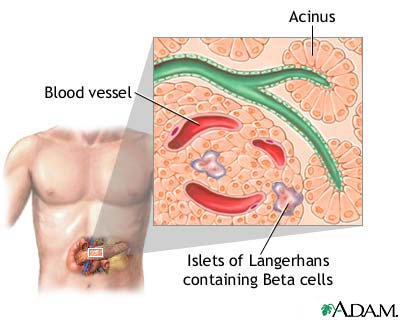 Acinus
Blood vessel
Islets of Langerhans
containing Beta cells
A.D.A.M.